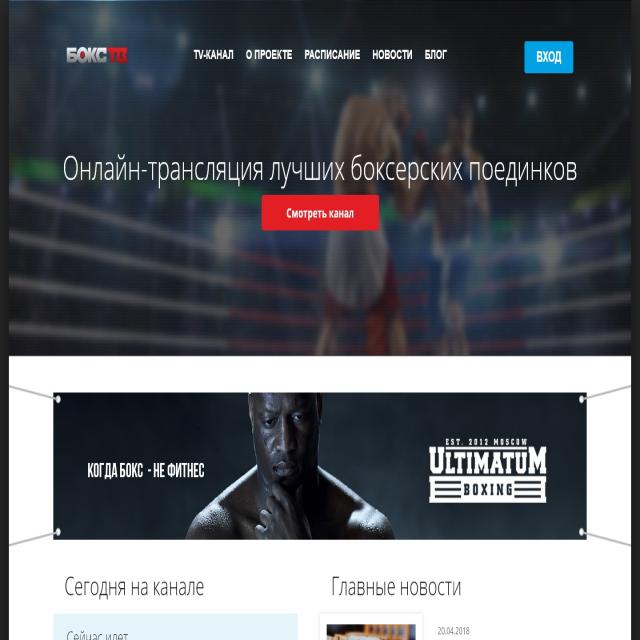 БОКС ТВ
TV-КАНАЛ О ПРОЕКТЕ РАСПИСАНИЕ НОВОСТИ БЛОГ
ВХОД
Онлайн-трансляция лучших боксерских поединков
Смотреть канал
КОГДА БОКС - НЕ ФИТНЕС
EST. 2012 MOSCOW
ULTIMATUM
BOXING
Сегодня на канале
Главные новости
Сейчас идет
20.04.2018